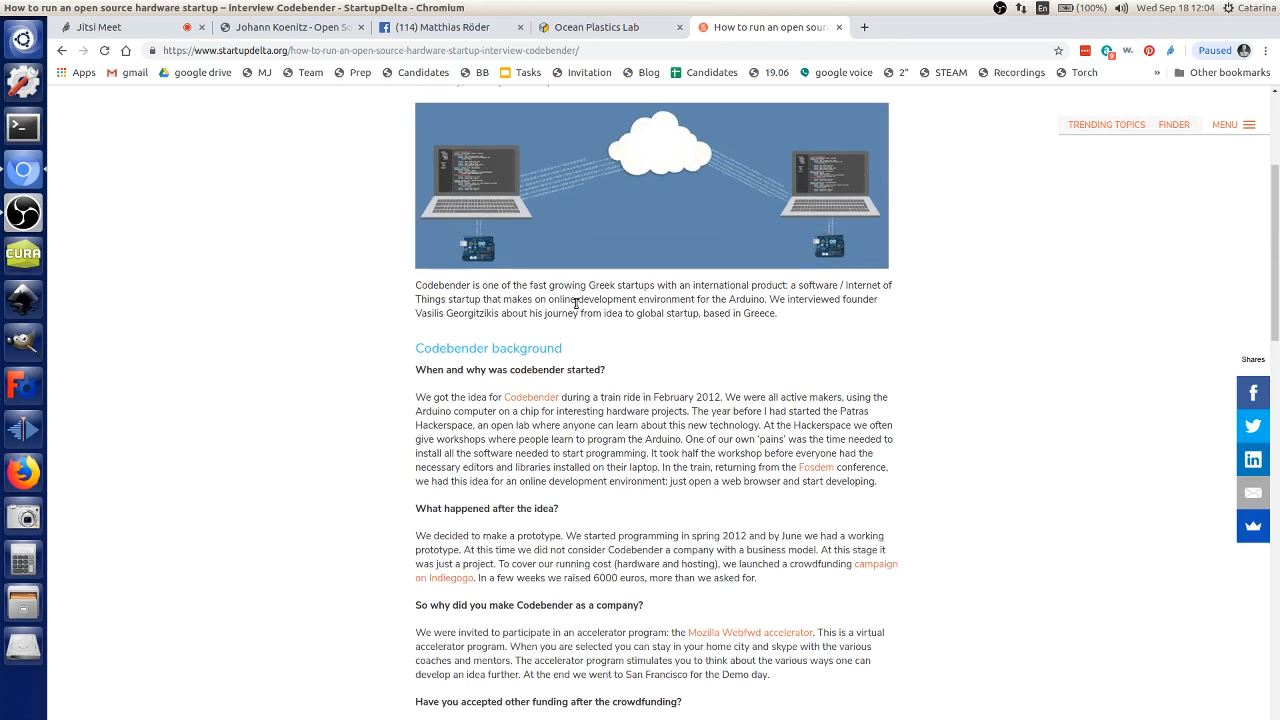 How to run an open source hardware startup – interview Codebender - StartupDelta - Chromium
En (100%) Wed Sep 18 12:04 Catarina
Jitsi Meet
Johann Koenitz - Open So
(114) Matthias Röder
Ocean Plastics Lab
How to run an open sour
https://www.startupdelta.org/how-to-run-an-open-source-hardware-startup-interview-codebender/
Paused
Apps gmail google drive MJ Team Prep Candidates BB Tasks Invitation Blog Candidates 19.06 google voice 2" STEAM Recordings Torch » Other bookmarks
TRENDING TOPICS FINDER MENU
Codebender is one of the fast growing Greek startups with an international product: a software / Internet of
Things startup that makes on online development environment for the Arduino. We interviewed founder
Vasilis Georgitzikis about his journey from idea to global startup, based in Greece.
Codebender background
When and why was codebender started?
We got the idea for Codebender during a train ride in February 2012. We were all active makers, using the
Arduino computer on a chip for interesting hardware projects. The year before I had started the Patras
Hackerspace, an open lab where anyone can learn about this new technology. At the Hackerspace we often
give workshops where people learn to program the Arduino. One of our own ‘pains’ was the time needed to
install all the software needed to start programming. It took half the workshop before everyone had the
necessary editors and libraries installed on their laptop. In the train, returning from the Fosdem conference,
we had this idea for an online development environment: just open a web browser and start developing.
What happened after the idea?
We decided to make a prototype. We started programming in spring 2012 and by June we had a working
prototype. At this time we did not consider Codebender a company with a business model. At this stage it
was just a project. To cover our running cost (hardware and hosting), we launched a crowdfunding campaign
on Indiegogo. In a few weeks we raised 6000 euros, more than we asked for.
So why did you make Codebender as a company?
We were invited to participate in an accelerator program: the Mozilla Webfwd accelerator. This is a virtual
accelerator program. When you are selected you can stay in your home city and skype with the various
coaches and mentors. The accelerator program stimulates you to think about the various ways one can
develop an idea further. At the end we went to San Francisco for the Demo day.
Have you accepted other funding after the crowdfunding?
Shares
CURA